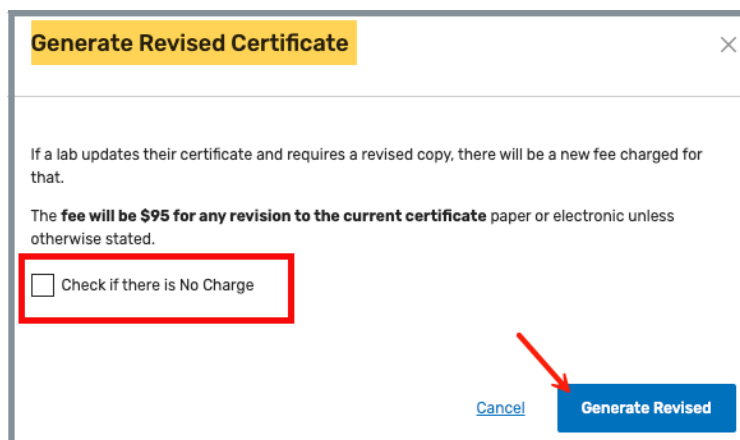 Generate Revised Certificate
If a lab updates their certificate and requires a revised copy, there will be a new fee charged for
that.
The fee will be $95 for any revision to the current certificate paper or electronic unless
otherwise stated.
Check if there is No Charge
Cancel
Generate Revised